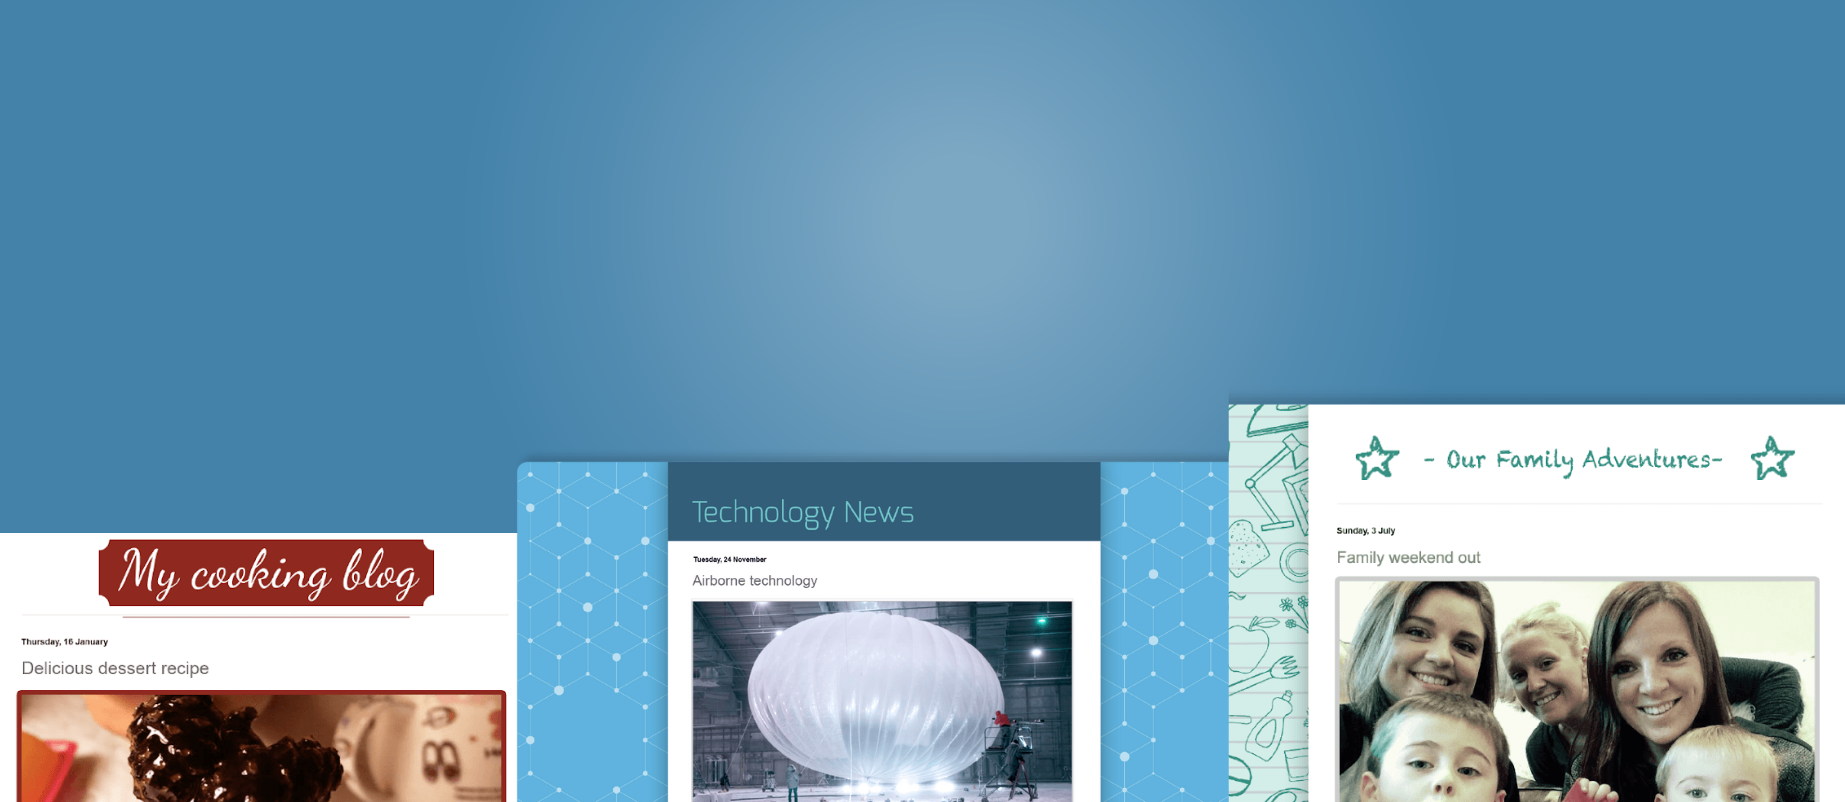 My cooking blog
Thursday, 16 January
Delicious dessert recipe
Technology News
Tuesday, 24 November
Airborne technology
- Our Family Adventures-
Sunday, 3 July
Family weekend out